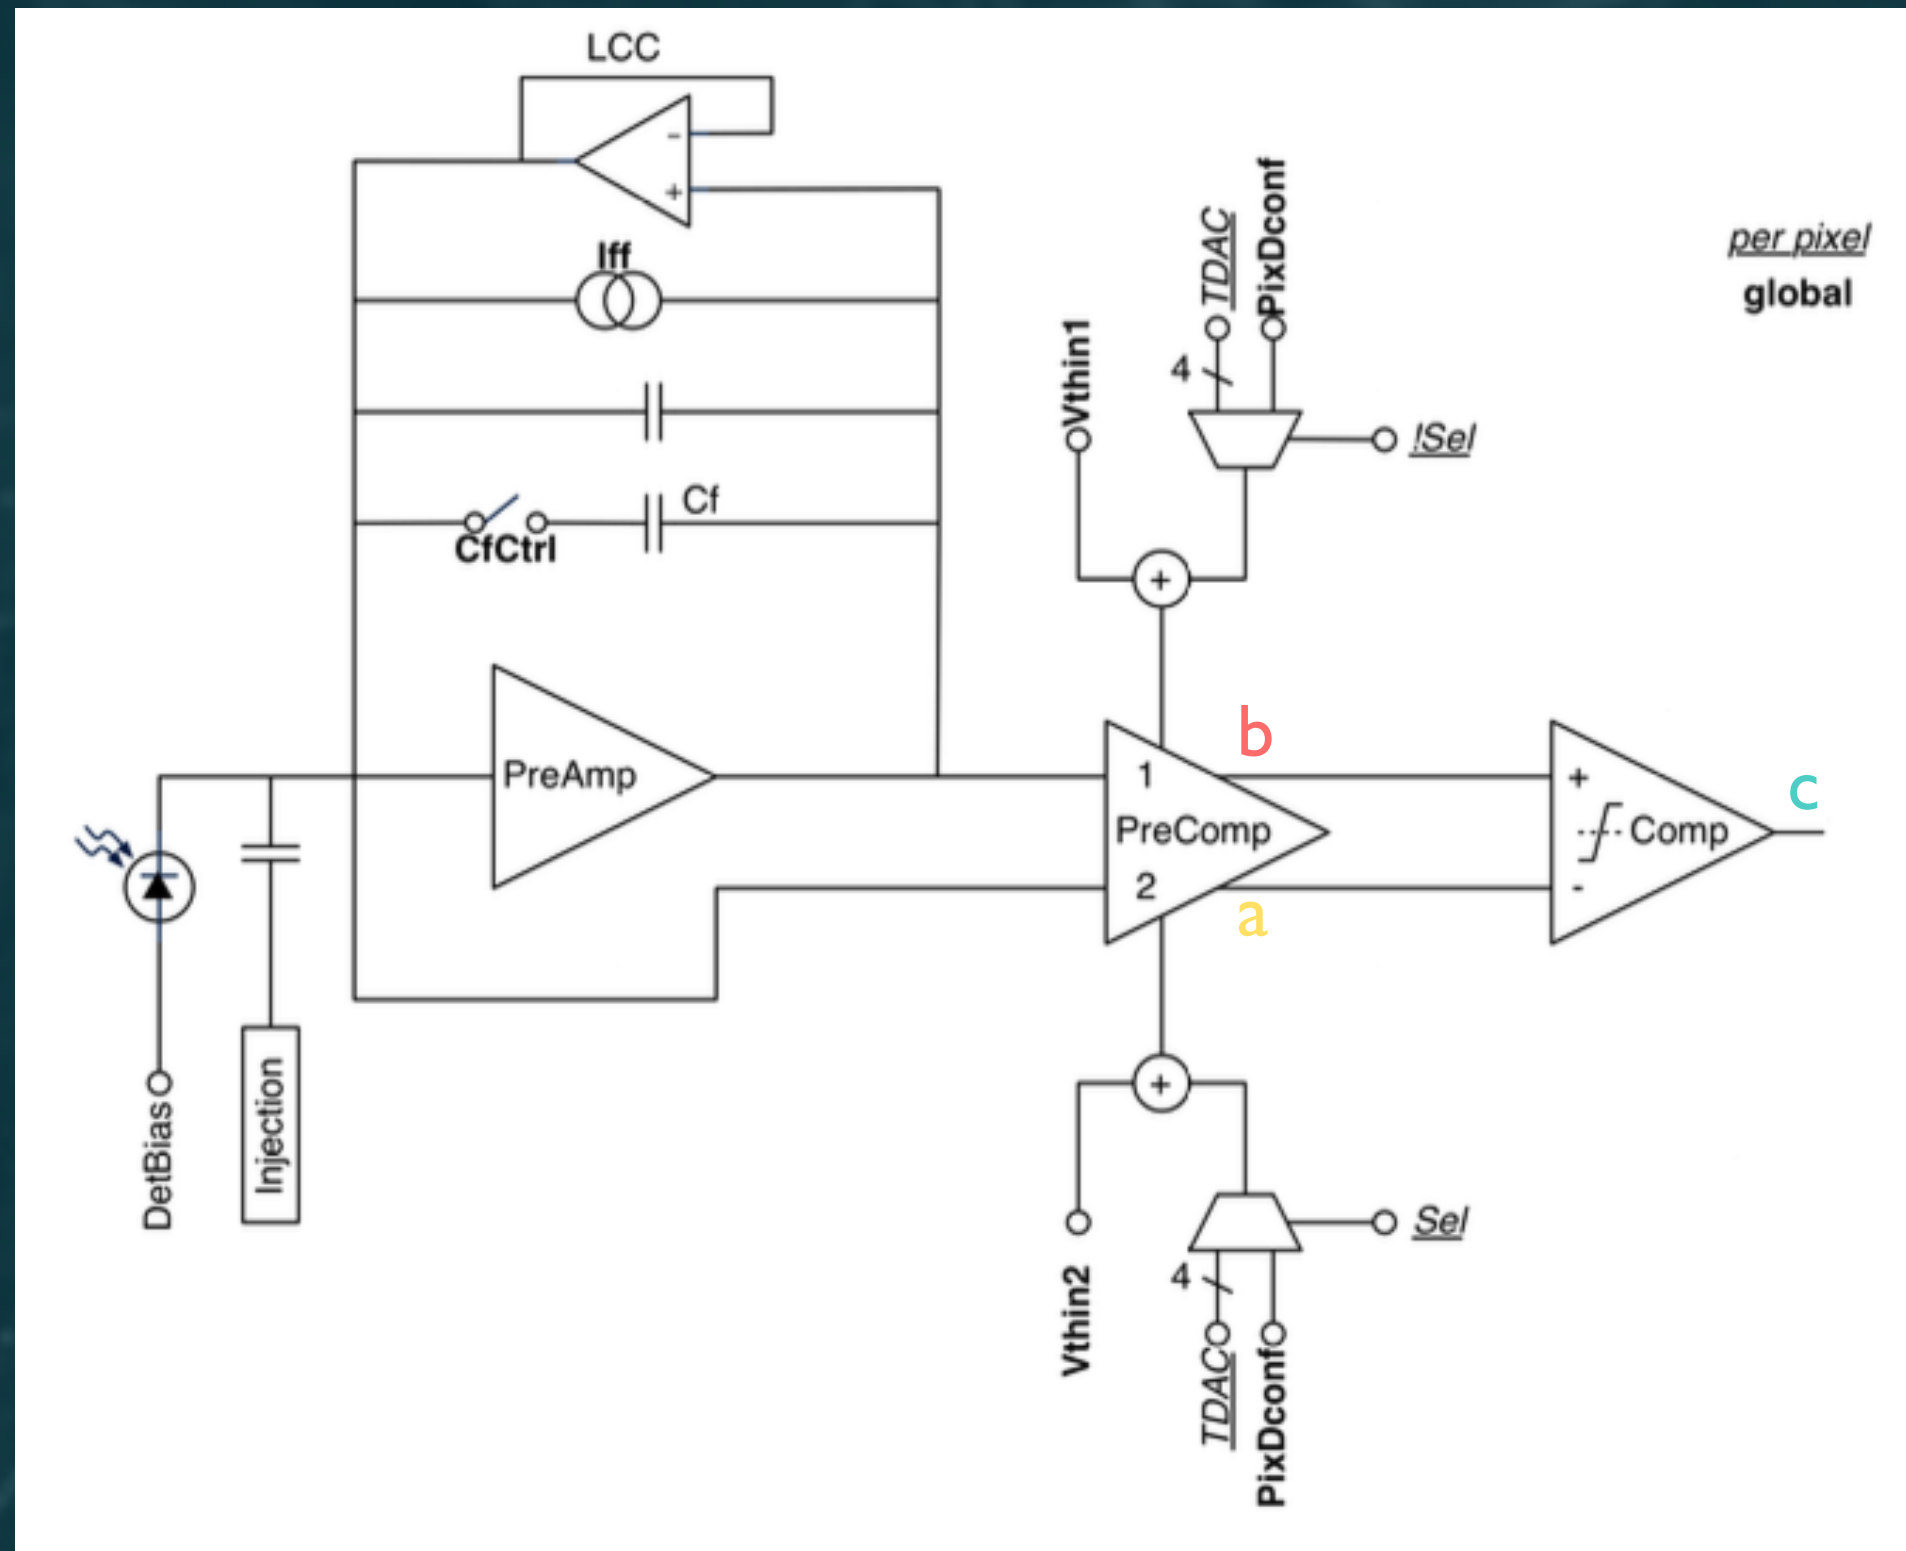 LCC
-
+
Iff
Cf
CfCtrl
TDAC
PixDconf
per pixel
global
Vthin1
4
!Sel
+
PreAmp
b
1
PreComp
2
a
+
Comp
-
c
DetBias
Injection
+
Vthin2
Sel
4
TDAC
PixDconf